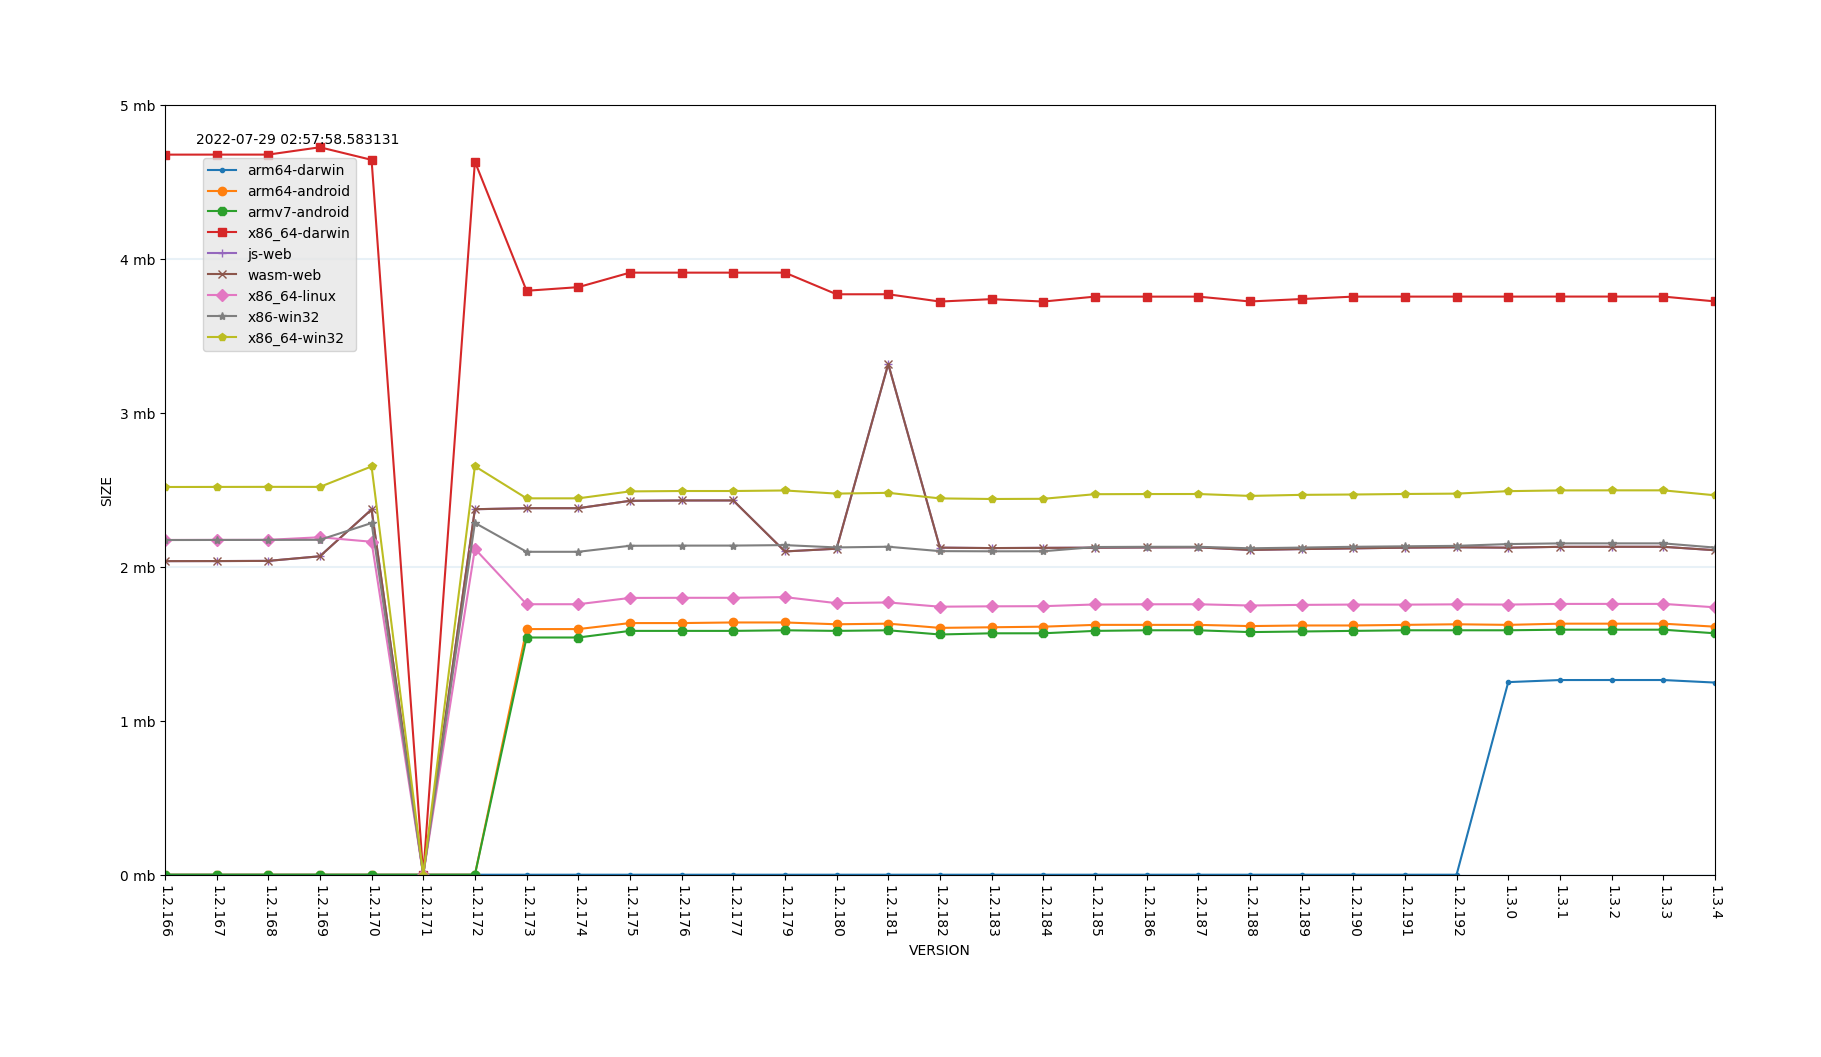 5 mb
4 mb
3 mb
2 mb
1 mb
0 mb
SIZE
2022-07-29 02:57:58.583131
arm64-darwin
arm64-android
armv7-android
x86_64-darwin
js-web
wasm-web
x86_64-linux
x86-win32
x86_64-win32
1.2.166
1.2.167
1.2.168
1.2.169
1.2.170
1.2.171
1.2.172
1.2.173
1.2.174
1.2.175
1.2.176
1.2.177
1.2.179
1.2.180
1.2.181
1.2.182
1.2.183
1.2.184
1.2.185
1.2.186
1.2.187
1.2.188
1.2.189
1.2.190
1.2.191
1.2.192
1.3.0
1.3.1
1.3.2
1.3.3
1.3.4
VERSION